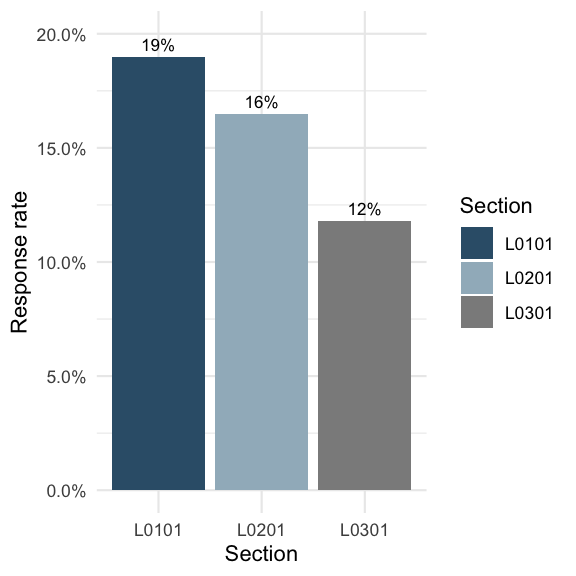 20.0%
15.0%
10.0%
5.0%
0.0%
Response rate
19%
16%
12%
L0101
L0201
L0301
Section
Section
L0101
L0201
L0301